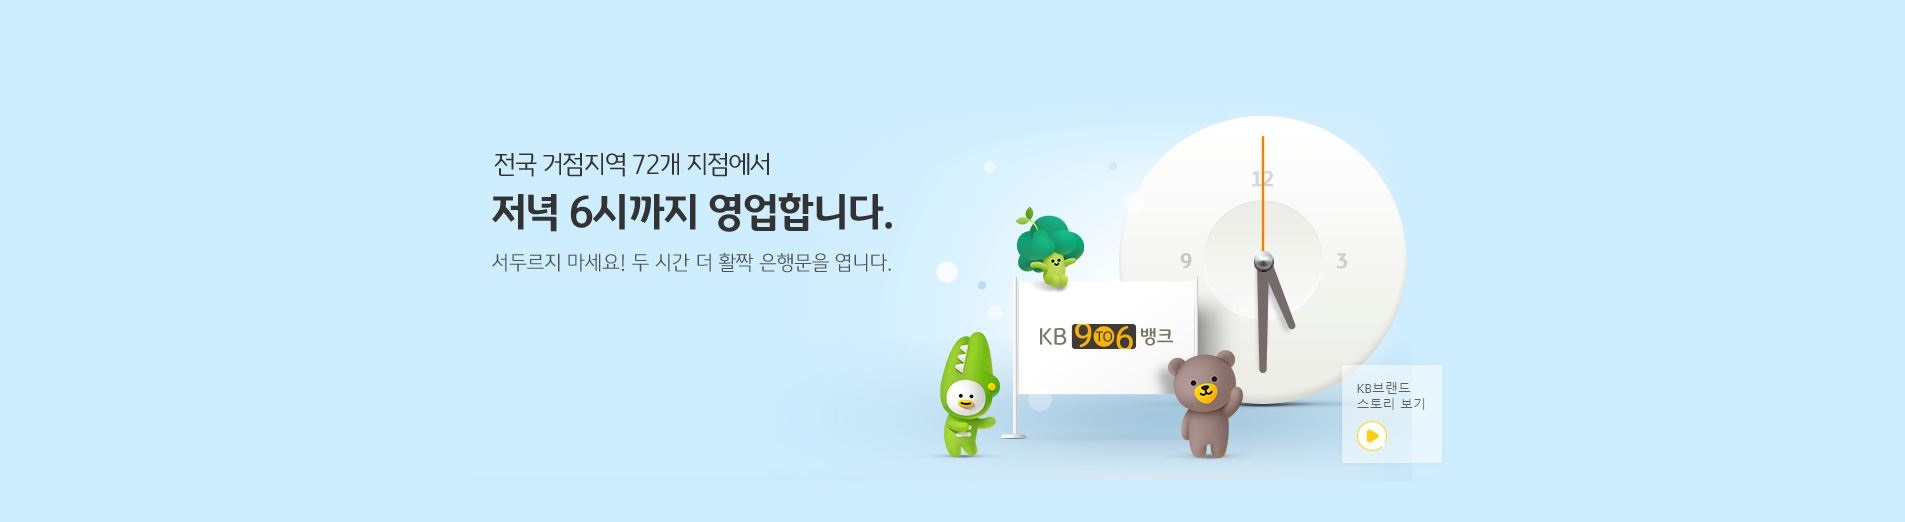 전국 거점지역 72개 지점에서
저녁 6시까지 영업합니다.
서두르지 마세요! 두 시간 더 활짝 은행문을 엽니다.
12
9
3
KB 9TO6 뱅크
KB브랜드
스토리 보기